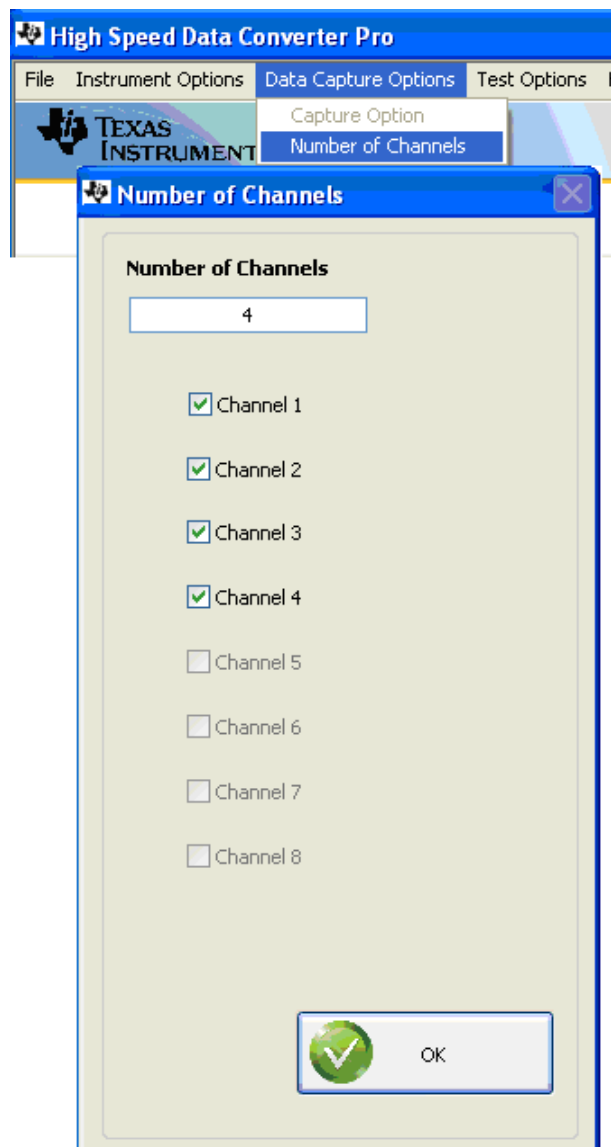 High Speed Data Converter Pro
File Instrument Options Data Capture Options Test Options
Capture Option
Number of Channels
TEXAS
INSTRUMENT
Number of Channels
Number of Channels
4
Channel 1
Channel 2
Channel 3
Channel 4
Channel 5
Channel 6
Channel 7
Channel 8
OK